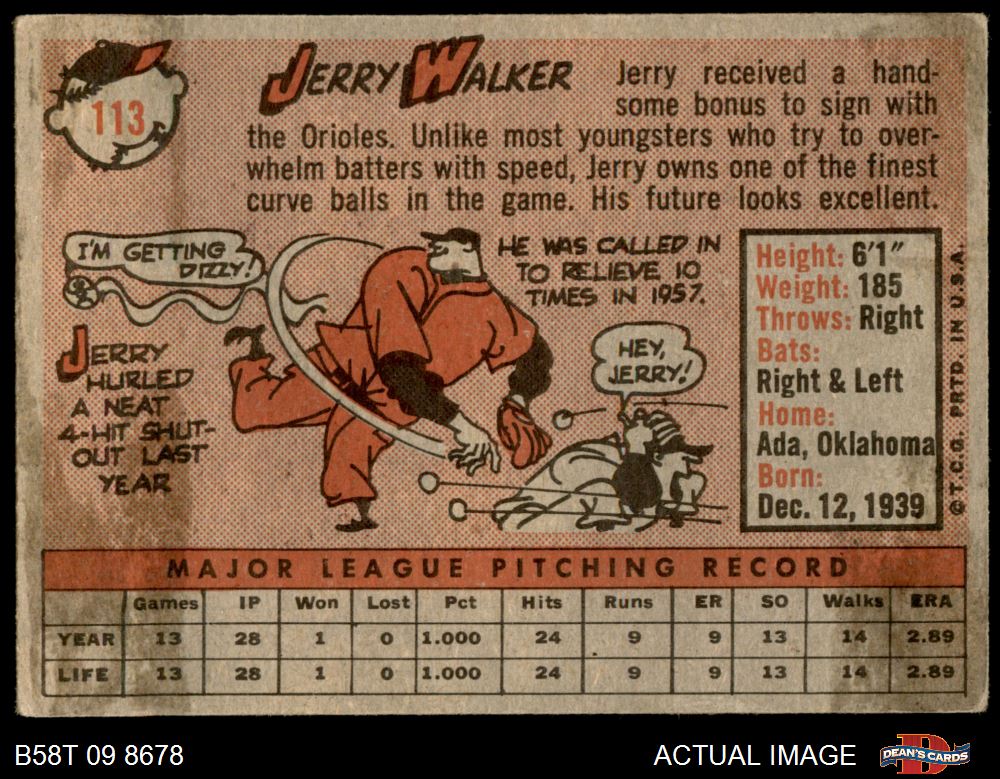 113
JERRY WALKER
Jerry received a hand-
some bonus to sign with
the Orioles. Unlike most youngsters who try to over-
whelm batters with speed, Jerry owns one of the finest
curve balls in the game. His future looks excellent.
I'M GETTING
DIZZY!
JERRY
HURLED
A NEAT
4-HIT SHUT-
OUT LAST
YEAR
HE WAS CALLED IN
TO RELIEVE 10
TIMES IN 1957.
HEY,
JERRY!
Height: 6'1"
Weight: 185
Throws: Right
Bats:
Right & Left
Home:
Ada, Oklahoma
Born:
Dec. 12, 1939
© T.C.G. PRTD. IN U.S.A.
MAJOR LEAGUE PITCHING RECORD
Games IP Won Lost Pct Hits Runs ER SO Walks ERA
YEAR 13 28 1 0 1.000 24 9 9 13 14 2.89
LIFE 13 28 1 0 1.000 24 9 9 13 14 2.89
B58T 09 8678
ACTUAL IMAGE
D
DEAN'S CARDS